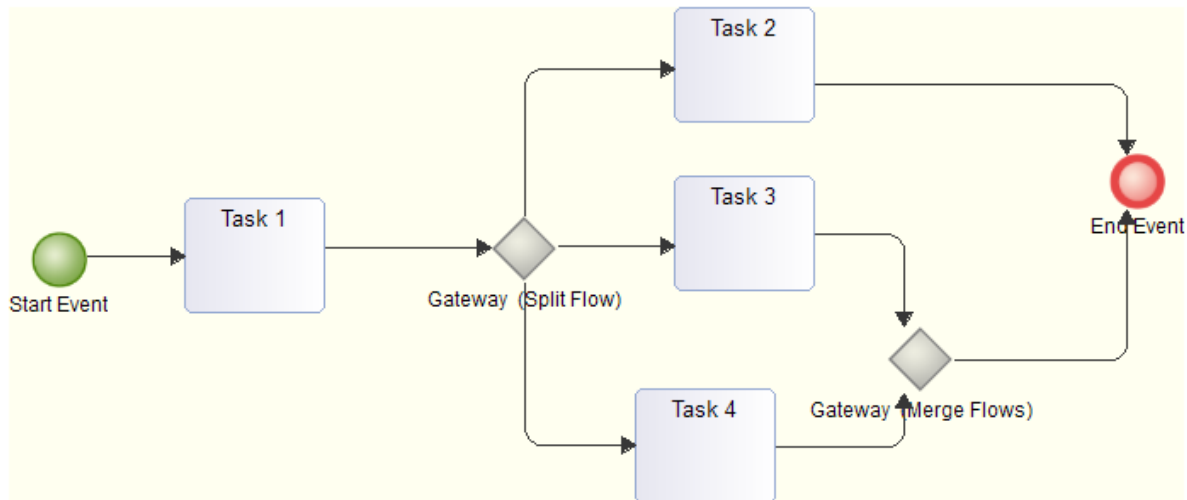 Task 2
Task 3
Task 1
End Event
Start Event
Gateway (Split Flow)
Task 4
Gateway (Merge Flows)